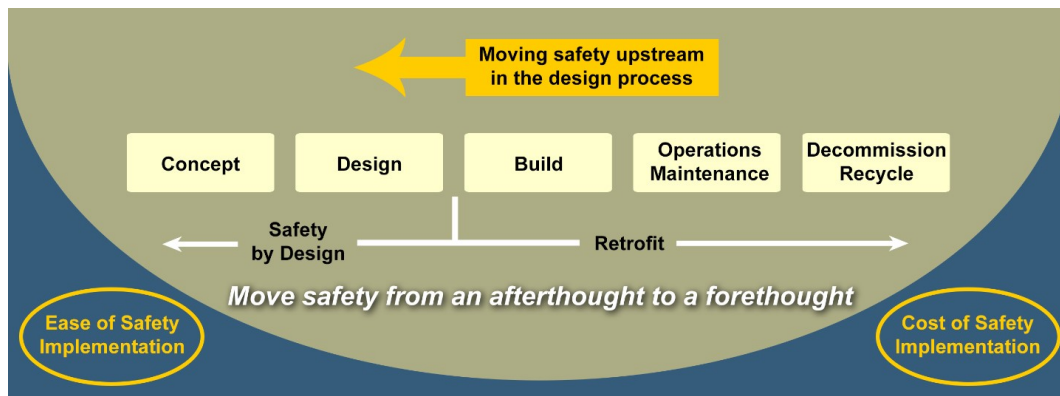 Moving safety upstream
in the design process
Concept
Design
Build
Operations
Maintenance
Decommission
Recycle
Safety
by Design
Retrofit
Move safety from an afterthought to a forethought
Ease of Safety
Implementation
Cost of Safety
Implementation